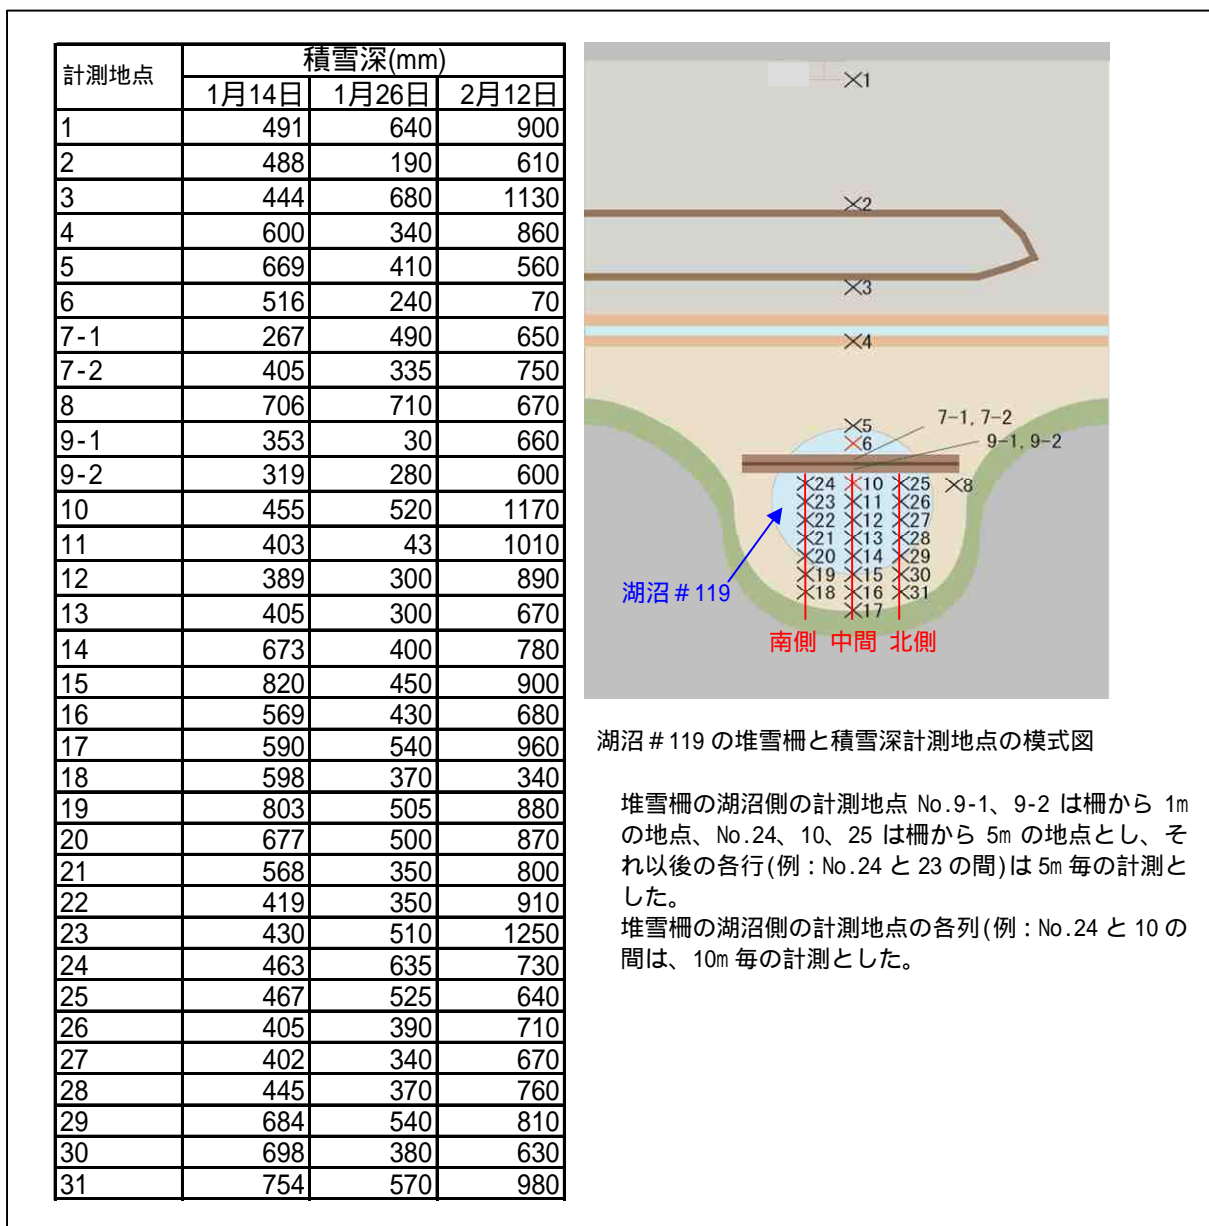 計測地点 積雪深(mm)
1月14日 1月26日 2月12日
1 491 640 900
2 488 190 610
3 444 680 1130
4 600 340 860
5 669 410 560
6 516 240 70
7-1 267 490 650
7-2 405 335 750
8 706 710 670
9-1 353 30 660
9-2 319 280 600
10 455 520 1170
11 403 43 1010
12 389 300 890
13 405 300 670
14 673 400 780
15 820 450 900
16 569 430 680
17 590 540 960
18 598 370 340
19 803 505 880
20 677 500 870
21 568 350 800
22 419 350 910
23 430 510 1250
24 463 635 730
25 467 525 640
26 405 390 710
27 402 340 670
28 445 370 760
29 684 540 810
30 698 380 630
31 754 570 980
×1
×2
×3
×4
×5
×6
7-1, 7-2
9-1, 9-2
×24 ×10 ×25 ×8
×23 ×11 ×26
×22 ×12 ×27
×21 ×13 ×28
×20 ×14 ×29
×19 ×15 ×30
×18 ×16 ×31
×17
湖沼#119
南側 中間 北側
湖沼#119の堆雪柵と積雪深計測地点の模式図
堆雪柵の湖沼側の計測地点 No.9-1、9-2 は柵から 1m
の地点、No.24、10、25 は柵から 5m の地点とし、そ
れ以後の各行(例:No.24 と 23 の間)は 5m 毎の計測と
した。
堆雪柵の湖沼側の計測地点の各列(例:No.24 と 10 の
間は、10m 毎の計測とした。